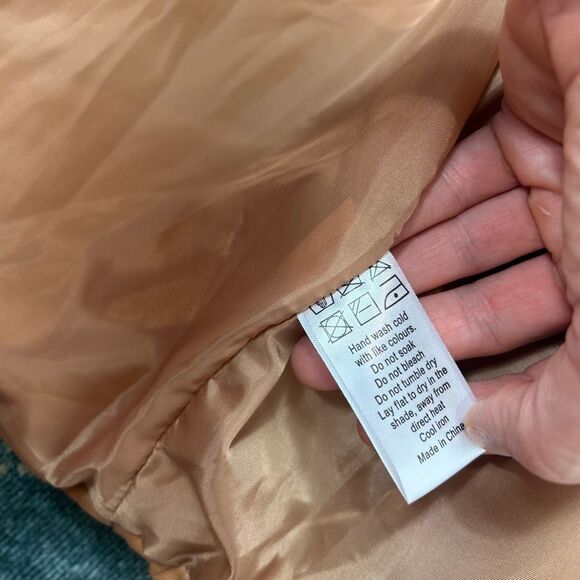 Hand wash cold
with like colours.
Do not soak
Do not bleach
Do not tumble dry
Lay flat to dry in the
shade, away from
direct heat
Cool iron
Made in China